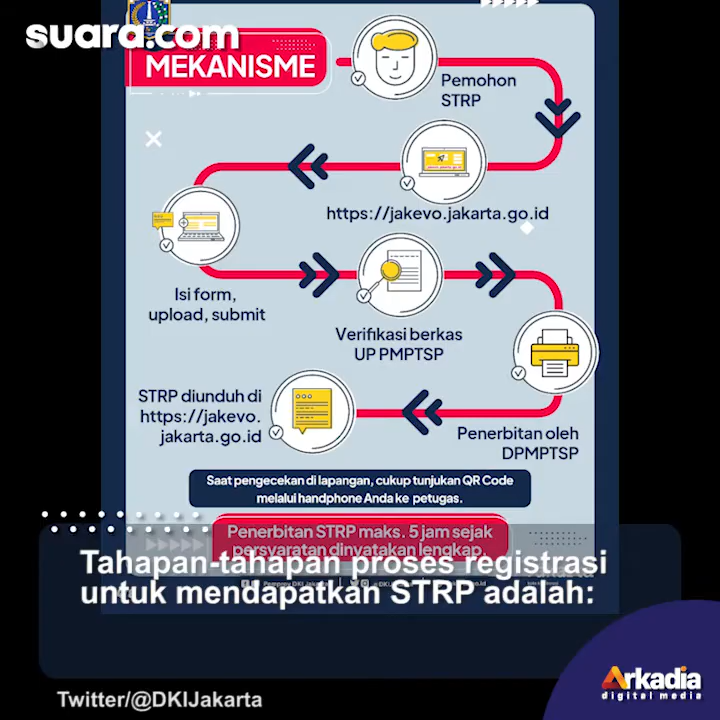 suara.com
MEKANISME
Pemohon
STRP
https://jakevo.jakarta.go.id
Isi form,
upload, submit
Verifikasi berkas
UP PMPTSP
Penerbitan oleh
DPMPTSP
STRP diunduh di
https://jakevo.
jakarta.go.id
Saat pengecekan di lapangan, cukup tunjukan QR Code
melalui handphone Anda ke petugas.
Penerbitan STRP maks. 5 jam sejak
persyaratan dinyatakan lengkap.
Tahapan-tahapan proses registrasi
untuk mendapatkan STRP adalah:
Twitter/@DKIJakarta
Arkadia
digital media